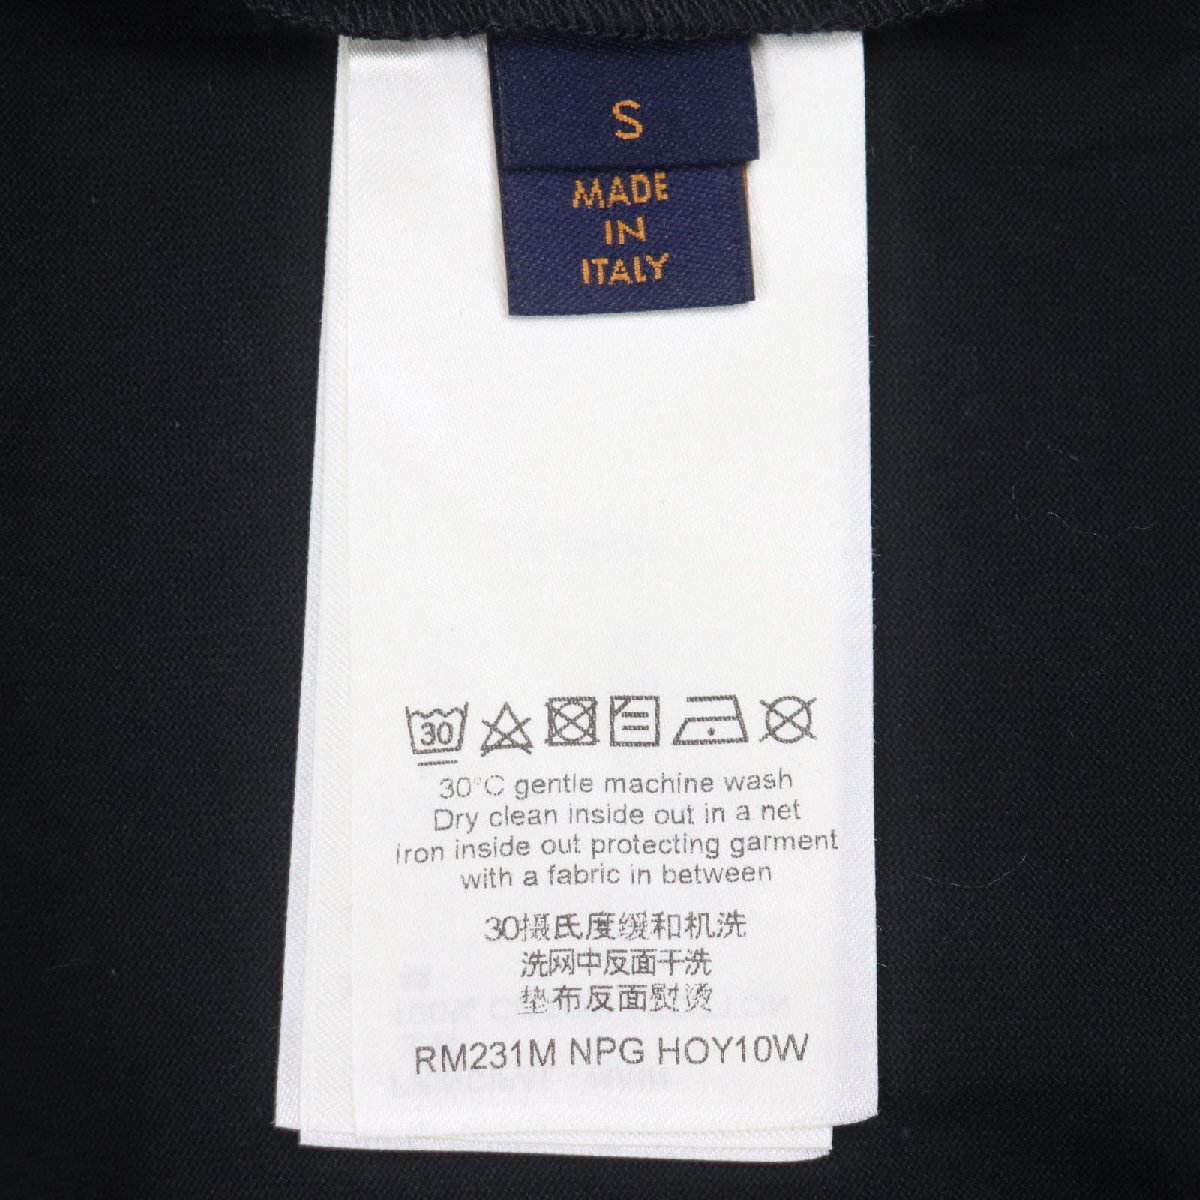 S
MADE
IN
ITALY
30
30°C gentle machine wash
Dry clean inside out in a net
Iron inside out protecting garment
with a fabric in between
30摄氏度缓和机洗
洗网中反面干洗
垫布反面熨烫
RM231M NPG HOY10W